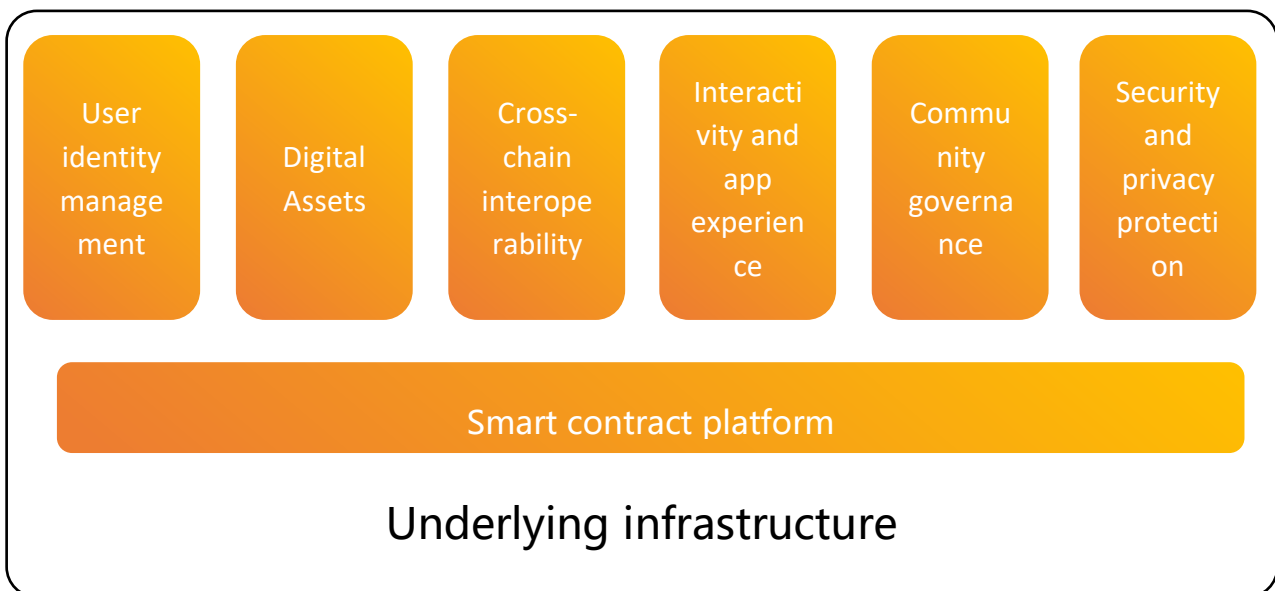 User
identity
manage
ment
Digital
Assets
Cross-
chain
interope
rability
Interacti
vity and
app
experien
ce
Commu
nity
governa
nce
Security
and
privacy
protecti
on
Smart contract platform
Underlying infrastructure